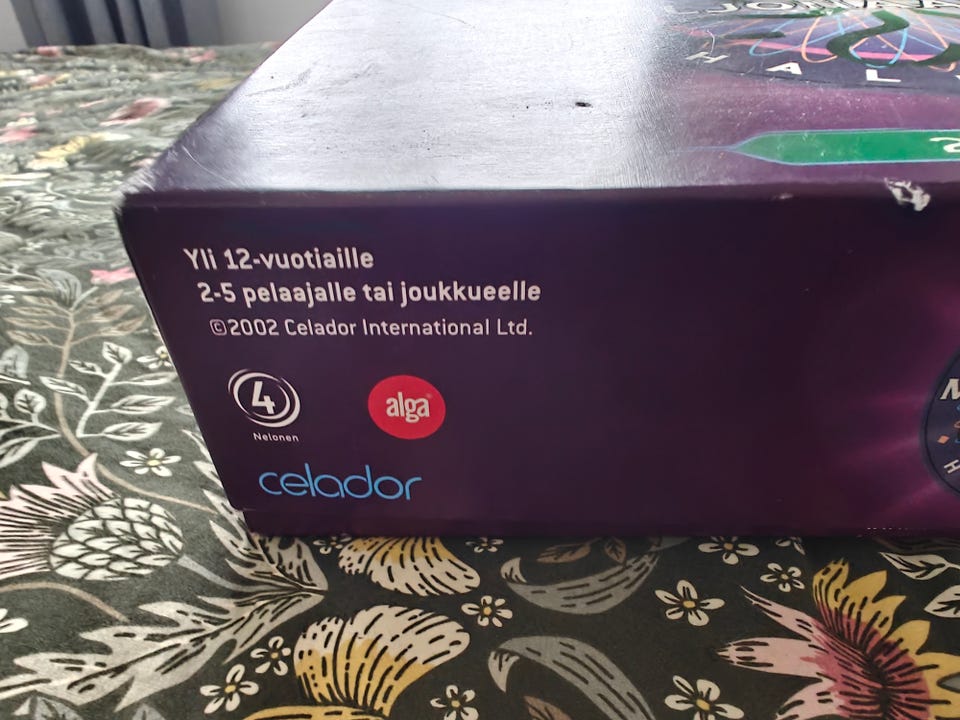 Yli 12-vuotiaille
2-5 pelaajalle tai joukkueelle
©2002 Celador International Ltd.
4
Nelonen
alga®
celador